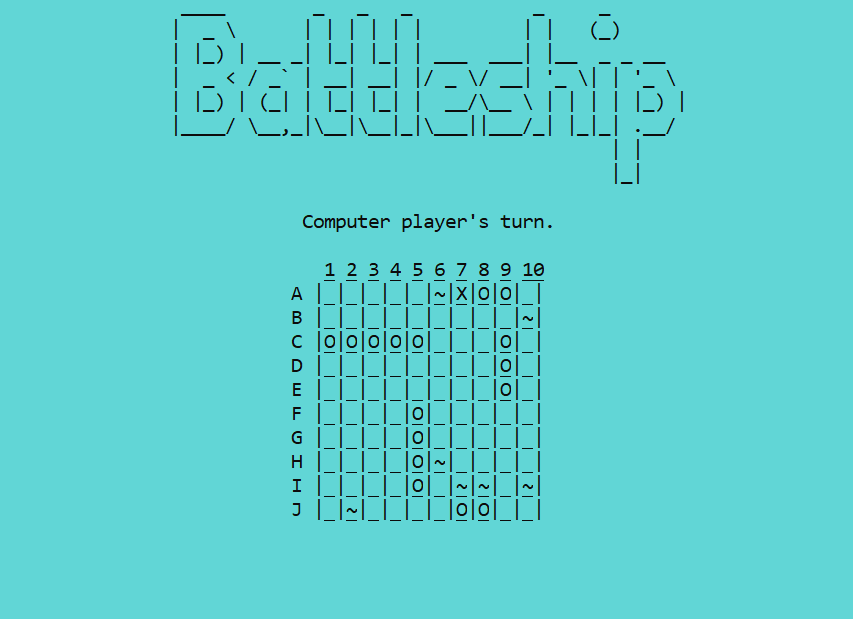 Battleship
Computer player's turn.
1 2 3 4 5 6 7 8 9 10
A |_|_|_|_|_|~|X|O|O|_|
B |_|_|_|_|_|_|_|_|_|~|
C |O|O|O|O|O|_|_|_|O|_|
D |_|_|_|_|_|_|_|_|O|_|
E |_|_|_|_|_|_|_|_|O|_|
F |_|_|_|_|O|_|_|_|_|_|
G |_|_|_|_|O|_|_|_|_|_|
H |_|_|_|_|O|~|_|_|_|_|
I |_|_|_|_|O|_|~|~|_|~|
J |_|~|_|_|_|_|O|O|_|_|